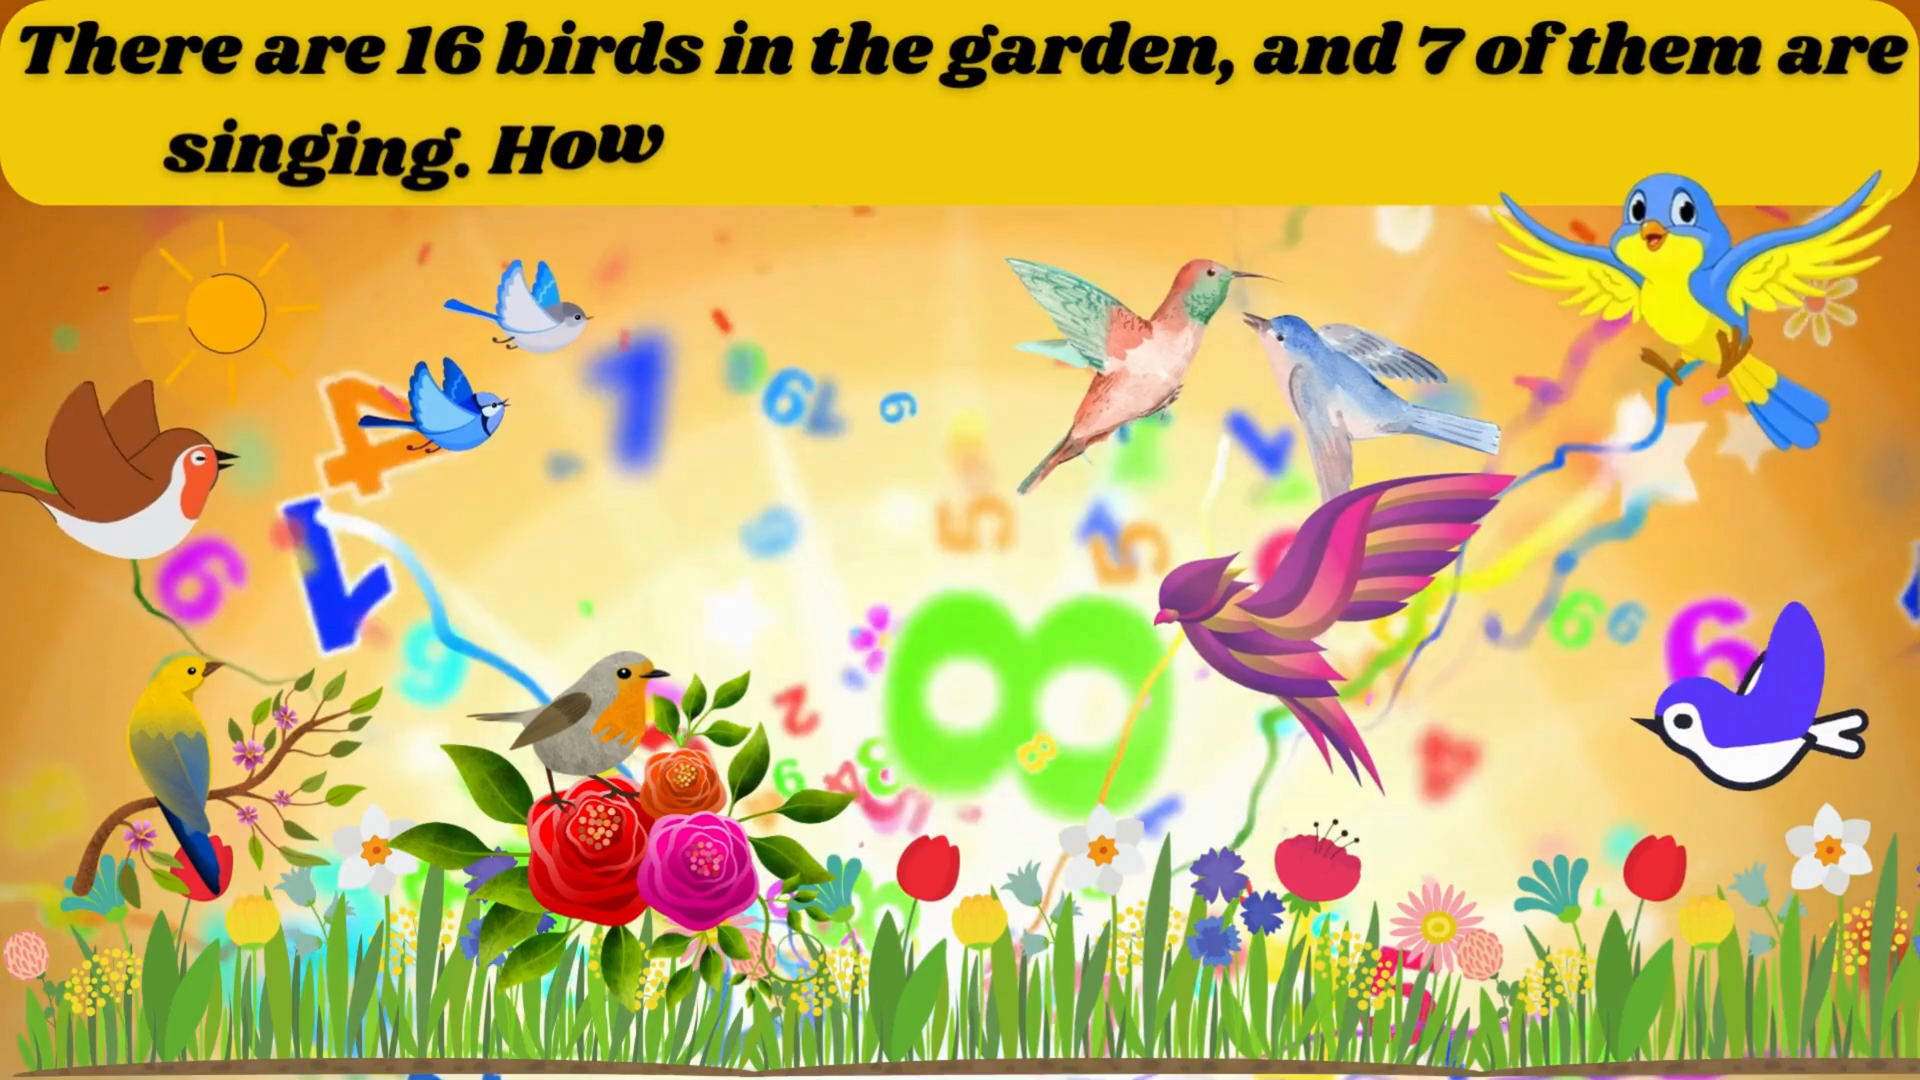 There are 16 birds in the garden, and 7 of them are
singing. How